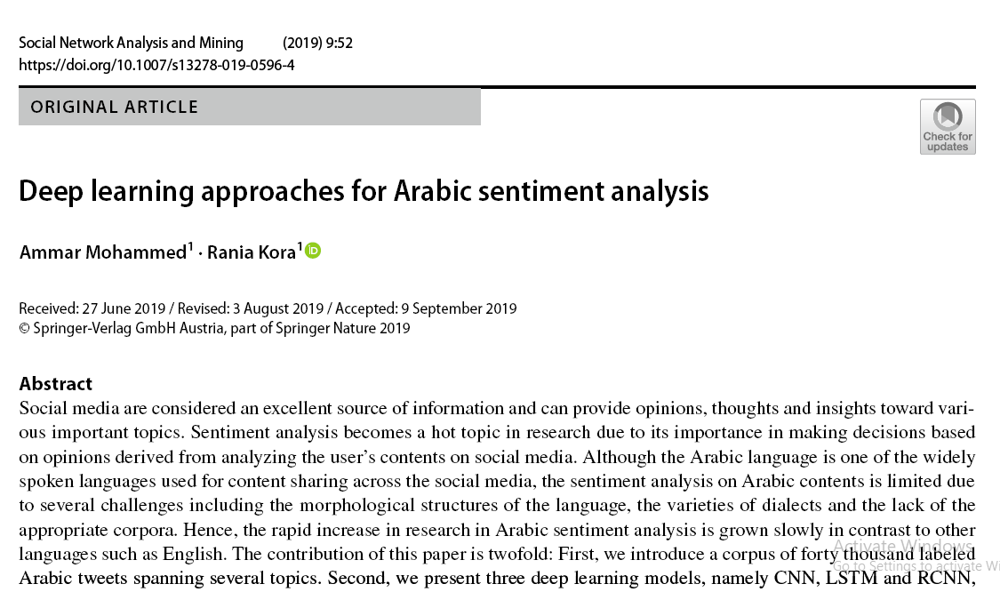 Social Network Analysis and Mining (2019) 9:52
https://doi.org/10.1007/s13278-019-0596-4
ORIGINAL ARTICLE
Check for
updates
Deep learning approaches for Arabic sentiment analysis
Ammar Mohammed¹ · Rania Kora¹ iD
Received: 27 June 2019 / Revised: 3 August 2019 / Accepted: 9 September 2019
© Springer-Verlag GmbH Austria, part of Springer Nature 2019
Abstract
Social media are considered an excellent source of information and can provide opinions, thoughts and insights toward vari-
ous important topics. Sentiment analysis becomes a hot topic in research due to its importance in making decisions based
on opinions derived from analyzing the user's contents on social media. Although the Arabic language is one of the widely
spoken languages used for content sharing across the social media, the sentiment analysis on Arabic contents is limited due
to several challenges including the morphological structures of the language, the varieties of dialects and the lack of the
appropriate corpora. Hence, the rapid increase in research in Arabic sentiment analysis is grown slowly in contrast to other
languages such as English. The contribution of this paper is twofold: First, we introduce a corpus of forty thousand labeled
Arabic tweets spanning several topics. Second, we present three deep learning models, namely CNN, LSTM and RCNN,
Activate Windows
Go to Settings to activate Wi